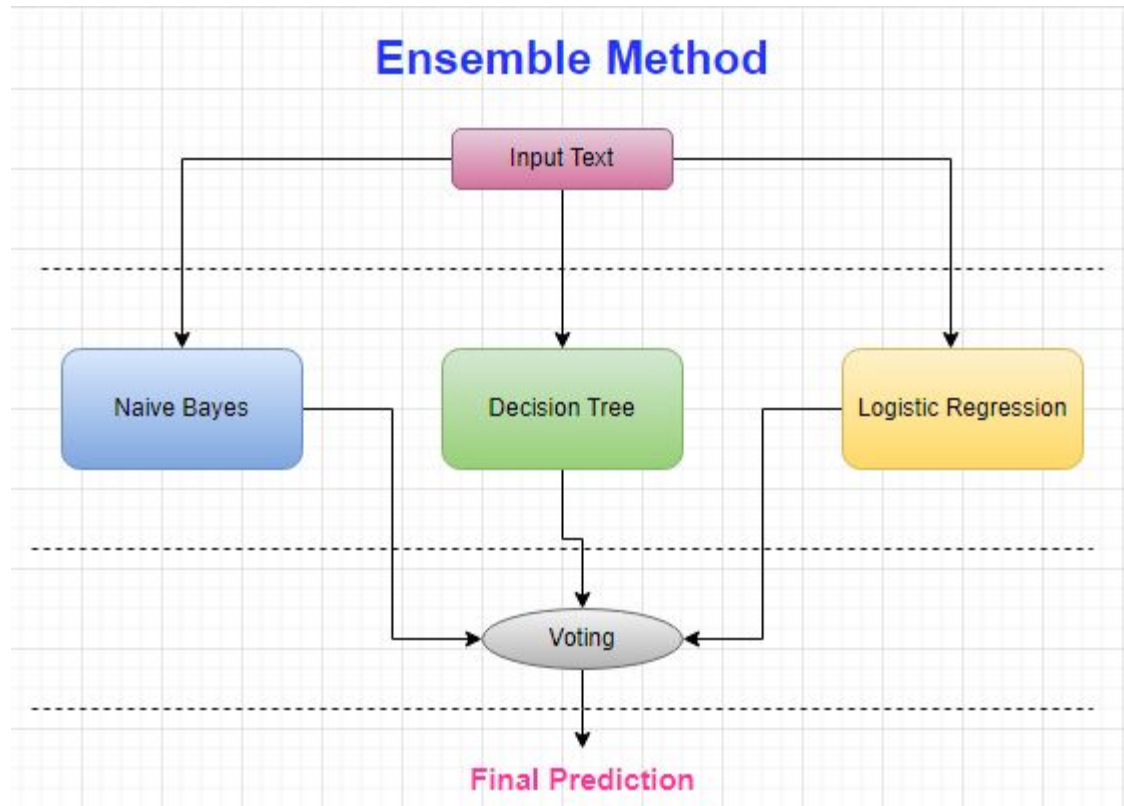 Ensemble Method
Input Text
Naive Bayes
Decision Tree
Logistic Regression
Voting
Final Prediction